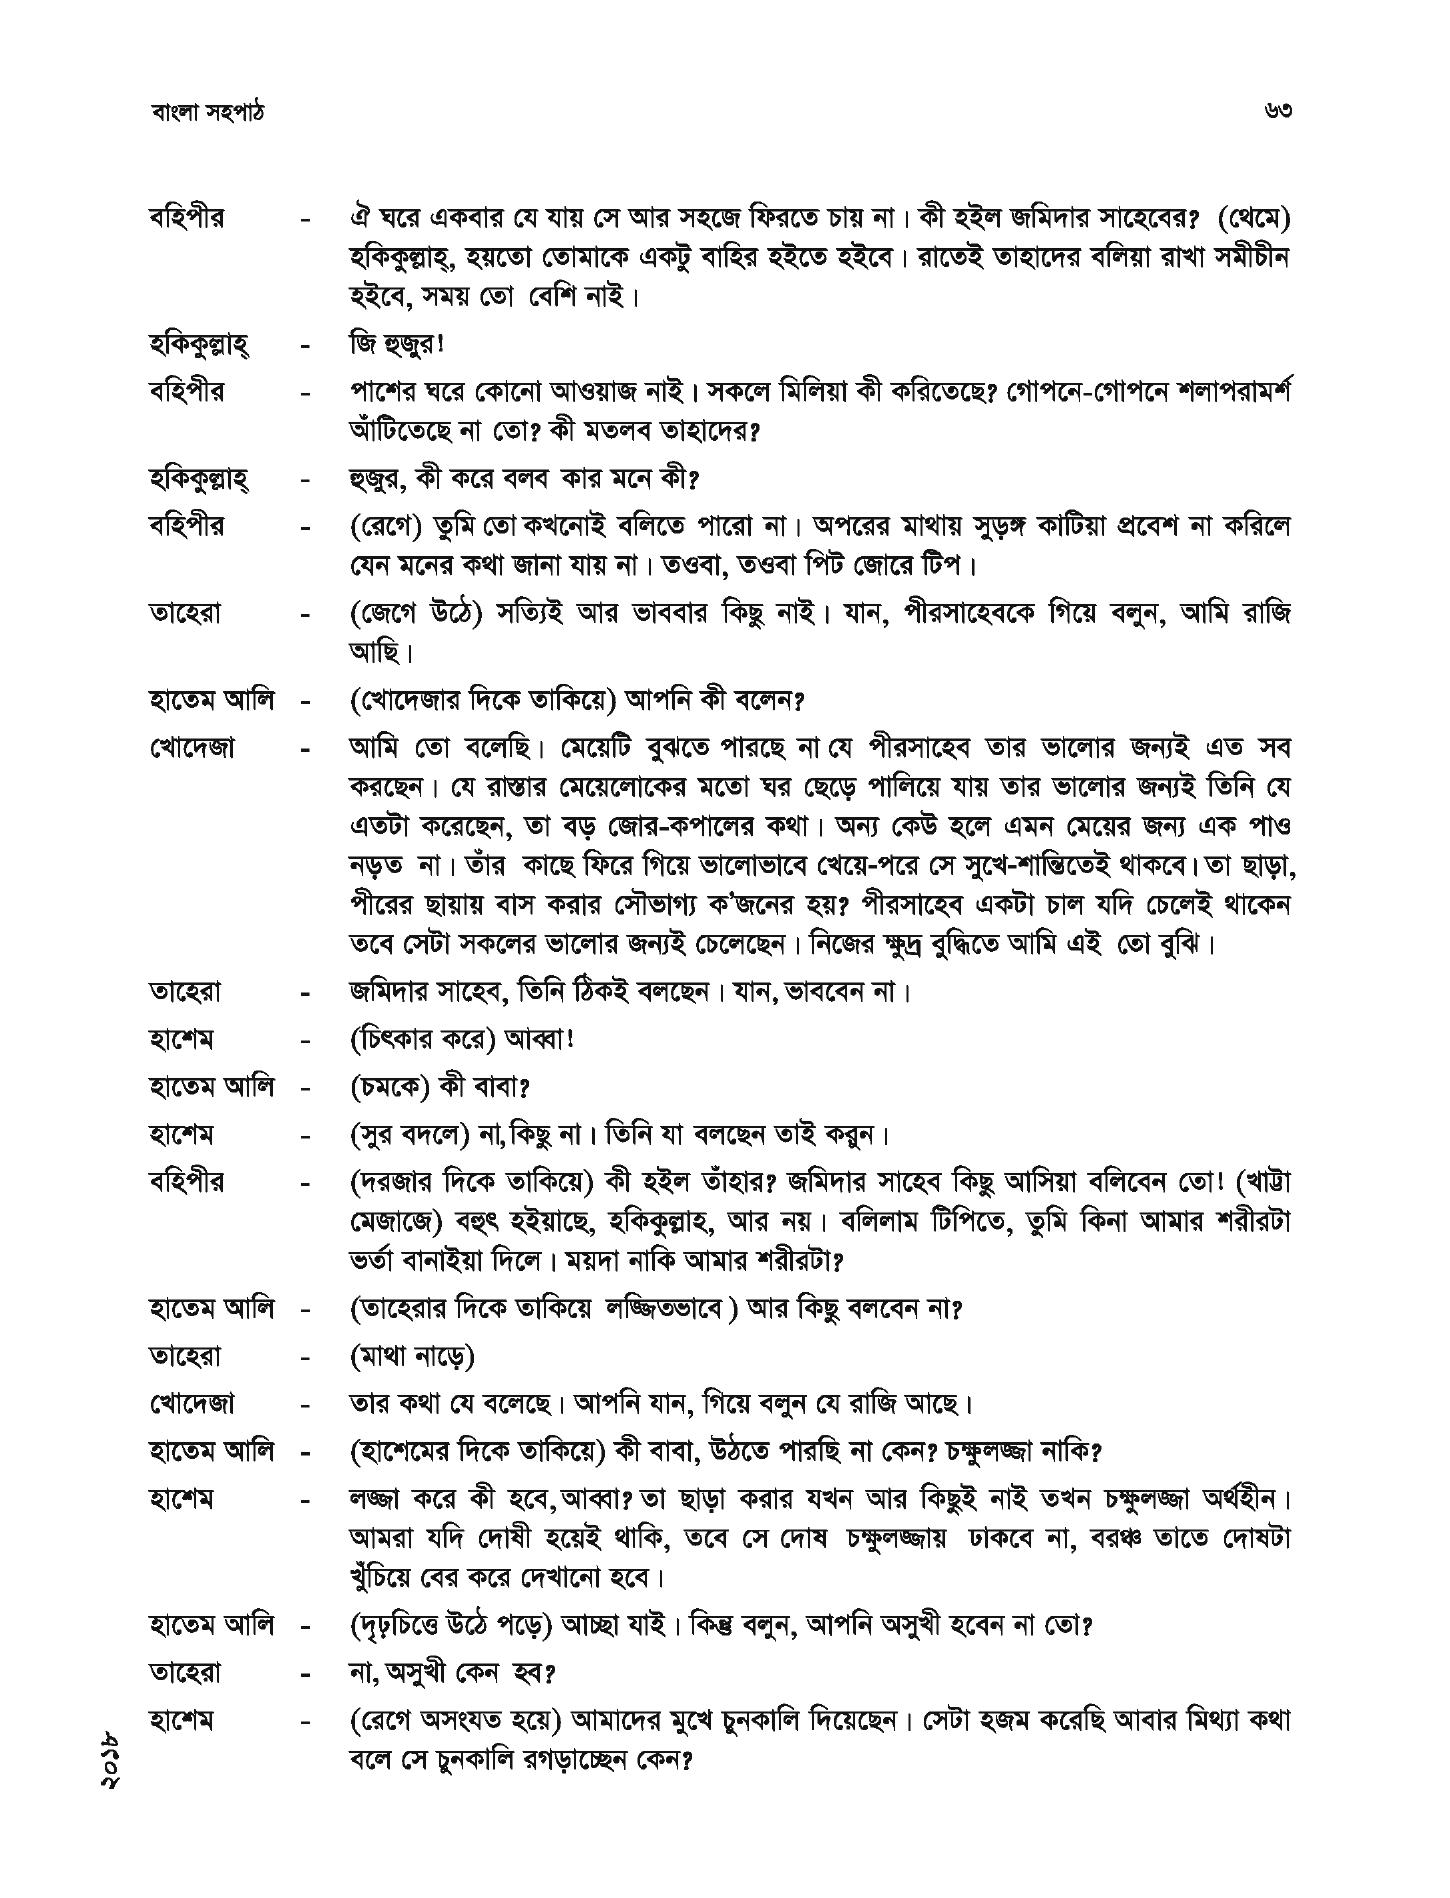 বাংলা সহপাঠ ৬৩
বহিপীর - ঐ ঘরে একবার যে যায় সে আর সহজে ফিরতে চায় না। কী হইল জমিদার সাহেবের? (থেমে)
হকিকুল্লাহ্, হয়তো তোমাকে একটু বাহির হইতে হইবে। রাতেই তাহাদের বলিয়া রাখা সমীচীন
হইবে, সময় তো বেশি নাই।
হকিকুল্লাহ্ - জি হুজুর!
বহিপীর - পাশের ঘরে কোনো আওয়াজ নাই। সকলে মিলিয়া কী করিতেছে? গোপনে-গোপনে শলাপরামর্শ
আঁটিতেছে না তো? কী মতলব তাহাদের?
হকিকুল্লাহ্ - হুজুর, কী করে বলব কার মনে কী?
বহিপীর - (রেগে) তুমি তো কখনোই বলিতে পারো না। অপরের মাথায় সুড়ঙ্গ কাটিয়া প্রবেশ না করিলে
যেন মনের কথা জানা যায় না। তওবা, তওবা পিট জোরে টিপ।
তাহেরা - (জেগে উঠে) সত্যিই আর ভাববার কিছু নাই। যান, পীরসাহেবকে গিয়ে বলুন, আমি রাজি
আছি।
হাতেম আলি - (খোদেজার দিকে তাকিয়ে) আপনি কী বলেন?
খোদেজা - আমি তো বলেছি। মেয়েটি বুঝতে পারছে না যে পীরসাহেব তার ভালোর জন্যই এত সব
করছেন। যে রাস্তার মেয়েলোকের মতো ঘর ছেড়ে পালিয়ে যায় তার ভালোর জন্যই তিনি যে
এতটা করেছেন, তা বড় জোর-কপালের কথা। অন্য কেউ হলে এমন মেয়ের জন্য এক পাও
নড়ত না। তাঁর কাছে ফিরে গিয়ে ভালোভাবে খেয়ে-পরে সে সুখে-শান্তিতেই থাকবে। তা ছাড়া,
পীরের ছায়ায় বাস করার সৌভাগ্য ক’জনের হয়? পীরসাহেব একটা চাল যদি চেলেই থাকেন
তবে সেটা সকলের ভালোর জন্যই চেলেছেন। নিজের ক্ষুদ্র বুদ্ধিতে আমি এই তো বুঝি।
তাহেরা - জমিদার সাহেব, তিনি ঠিকই বলছেন। যান, ভাববেন না।
হাশেম - (চিৎকার করে) আব্বা!
হাতেম আলি - (চমকে) কী বাবা?
হাশেম - (সুর বদলে) না, কিছু না। তিনি যা বলছেন তাই করুন।
বহিপীর - (দরজার দিকে তাকিয়ে) কী হইল তাঁহার? জমিদার সাহেব কিছু আসিয়া বলিবেন তো! (খাট্টা
মেজাজে) বহুৎ হইয়াছে, হকিকুল্লাহ, আর নয়। বলিলাম টিপিতে, তুমি কিনা আমার শরীরটা
ভর্তা বানাইয়া দিলে। ময়দা নাকি আমার শরীরটা?
হাতেম আলি - (তাহেরার দিকে তাকিয়ে লজ্জিতভাবে) আর কিছু বলবেন না?
তাহেরা - (মাথা নাড়ে)
খোদেজা - তার কথা যে বলেছে। আপনি যান, গিয়ে বলুন যে রাজি আছে।
হাতেম আলি - (হাশেমের দিকে তাকিয়ে) কী বাবা, উঠতে পারছি না কেন? চক্ষুলজ্জা নাকি?
হাশেম - লজ্জা করে কী হবে, আব্বা? তা ছাড়া করার যখন আর কিছুই নাই তখন চক্ষুলজ্জা অর্থহীন।
আমরা যদি দোষী হয়েই থাকি, তবে সে দোষ চক্ষুলজ্জায় ঢাকবে না, বরঞ্চ তাতে দোষটা
খুঁচিয়ে বের করে দেখানো হবে।
হাতেম আলি - (দৃঢ়চিত্তে উঠে পড়ে) আচ্ছা যাই। কিন্তু বলুন, আপনি অসুখী হবেন না তো?
তাহেরা - না, অসুখী কেন হব?
হাশেম - (রেগে অসংযত হয়ে) আমাদের মুখে চুনকালি দিয়েছেন। সেটা হজম করেছি আবার মিথ্যা কথা
বলে সে চুনকালি রগড়াচ্ছেন কেন?
২০১৮